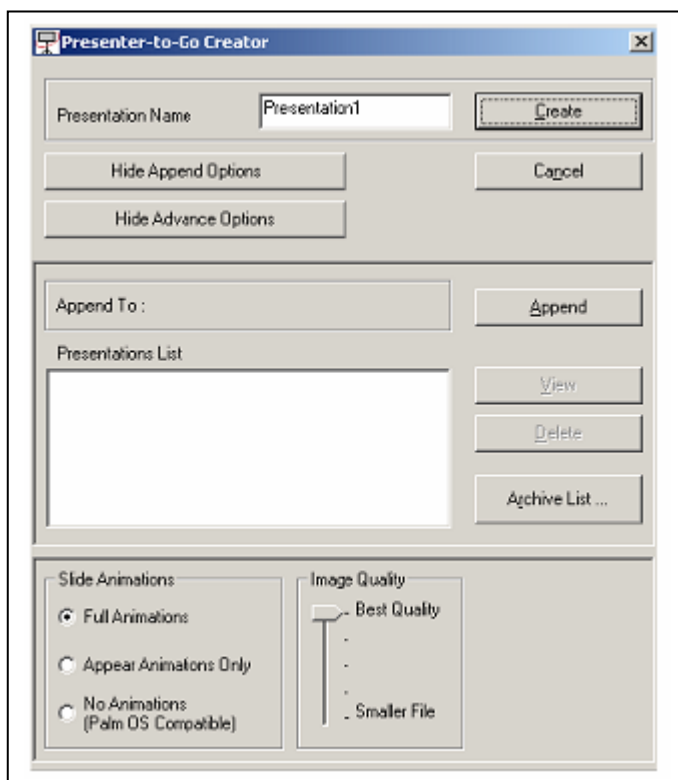 Presenter-to-Go Creator
Presentation Name
Presentation1
Create
Hide Append Options
Cancel
Hide Advance Options
Append To :
Append
Presentations List
View
Delete
Archive List ...
Slide Animations
Full Animations
Appear Animations Only
No Animations
(Palm OS Compatible)
Image Quality
Best Quality
Smaller File